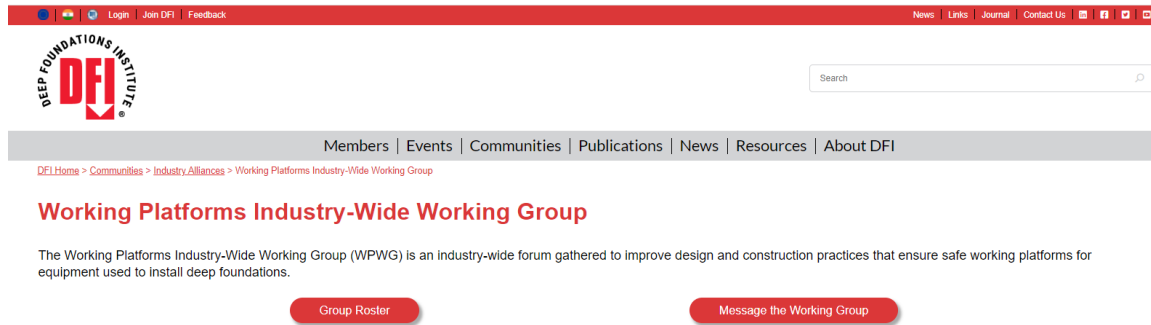 Login | Join DFI | Feedback
News | Links | Journal | Contact Us
DEEP FOUNDATIONS INSTITUTE
DFI
®
Search
Members | Events | Communities | Publications | News | Resources | About DFI
DFI Home > Communities > Industry Alliances > Working Platforms Industry-Wide Working Group
Working Platforms Industry-Wide Working Group
The Working Platforms Industry-Wide Working Group (WPWG) is an industry-wide forum gathered to improve design and construction practices that ensure safe working platforms for
equipment used to install deep foundations.
Group Roster
Message the Working Group